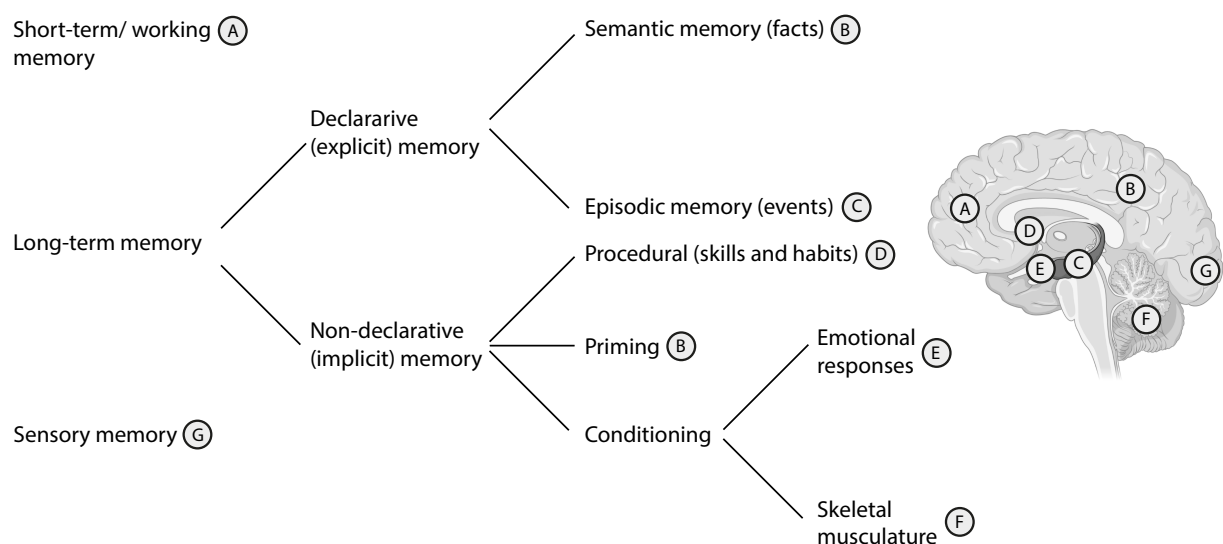 Short-term/ working A
memory
Semantic memory (facts) B
Declararive
(explicit) memory
Episodic memory (events) C
Long-term memory
Procedural (skills and habits) D
Non-declarative
(implicit) memory
Priming B
Emotional
responses E
Sensory memory G
Conditioning
Skeletal
musculature F
A
B
D
E
C
G
F